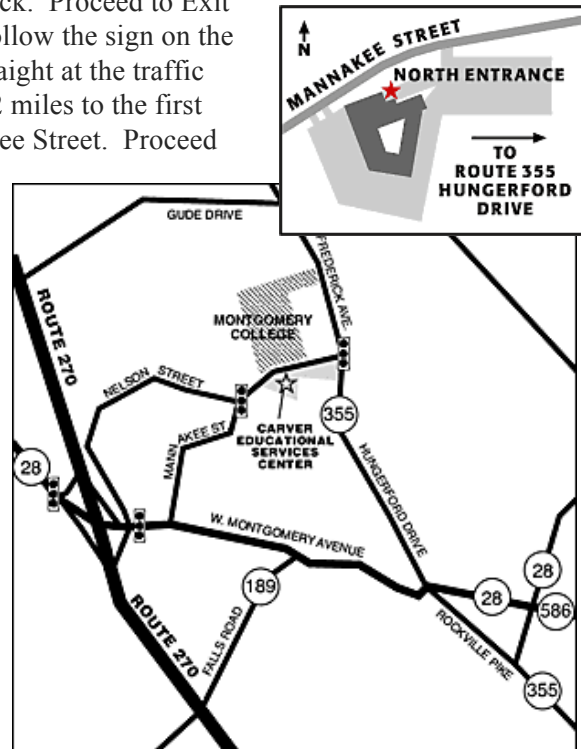 ck. Proceed to Exit
ollow the sign on the
aight at the traffic
2 miles to the first
ee Street. Proceed
N
MANNAKEE STREET
NORTH ENTRANCE
TO
ROUTE 355
HUNGERFORD
DRIVE
GUDE DRIVE
FREDERICK AVE.
ROUTE 270
MONTGOMERY
COLLEGE
NELSON STREET
MANNAKEE ST.
CARVER
EDUCATIONAL
SERVICES
CENTER
355
HUNGERFORD DRIVE
28
W. MONTGOMERY AVENUE
189
FALLS ROAD
ROUTE 270
28
28
586
ROCKVILLE PIKE
355